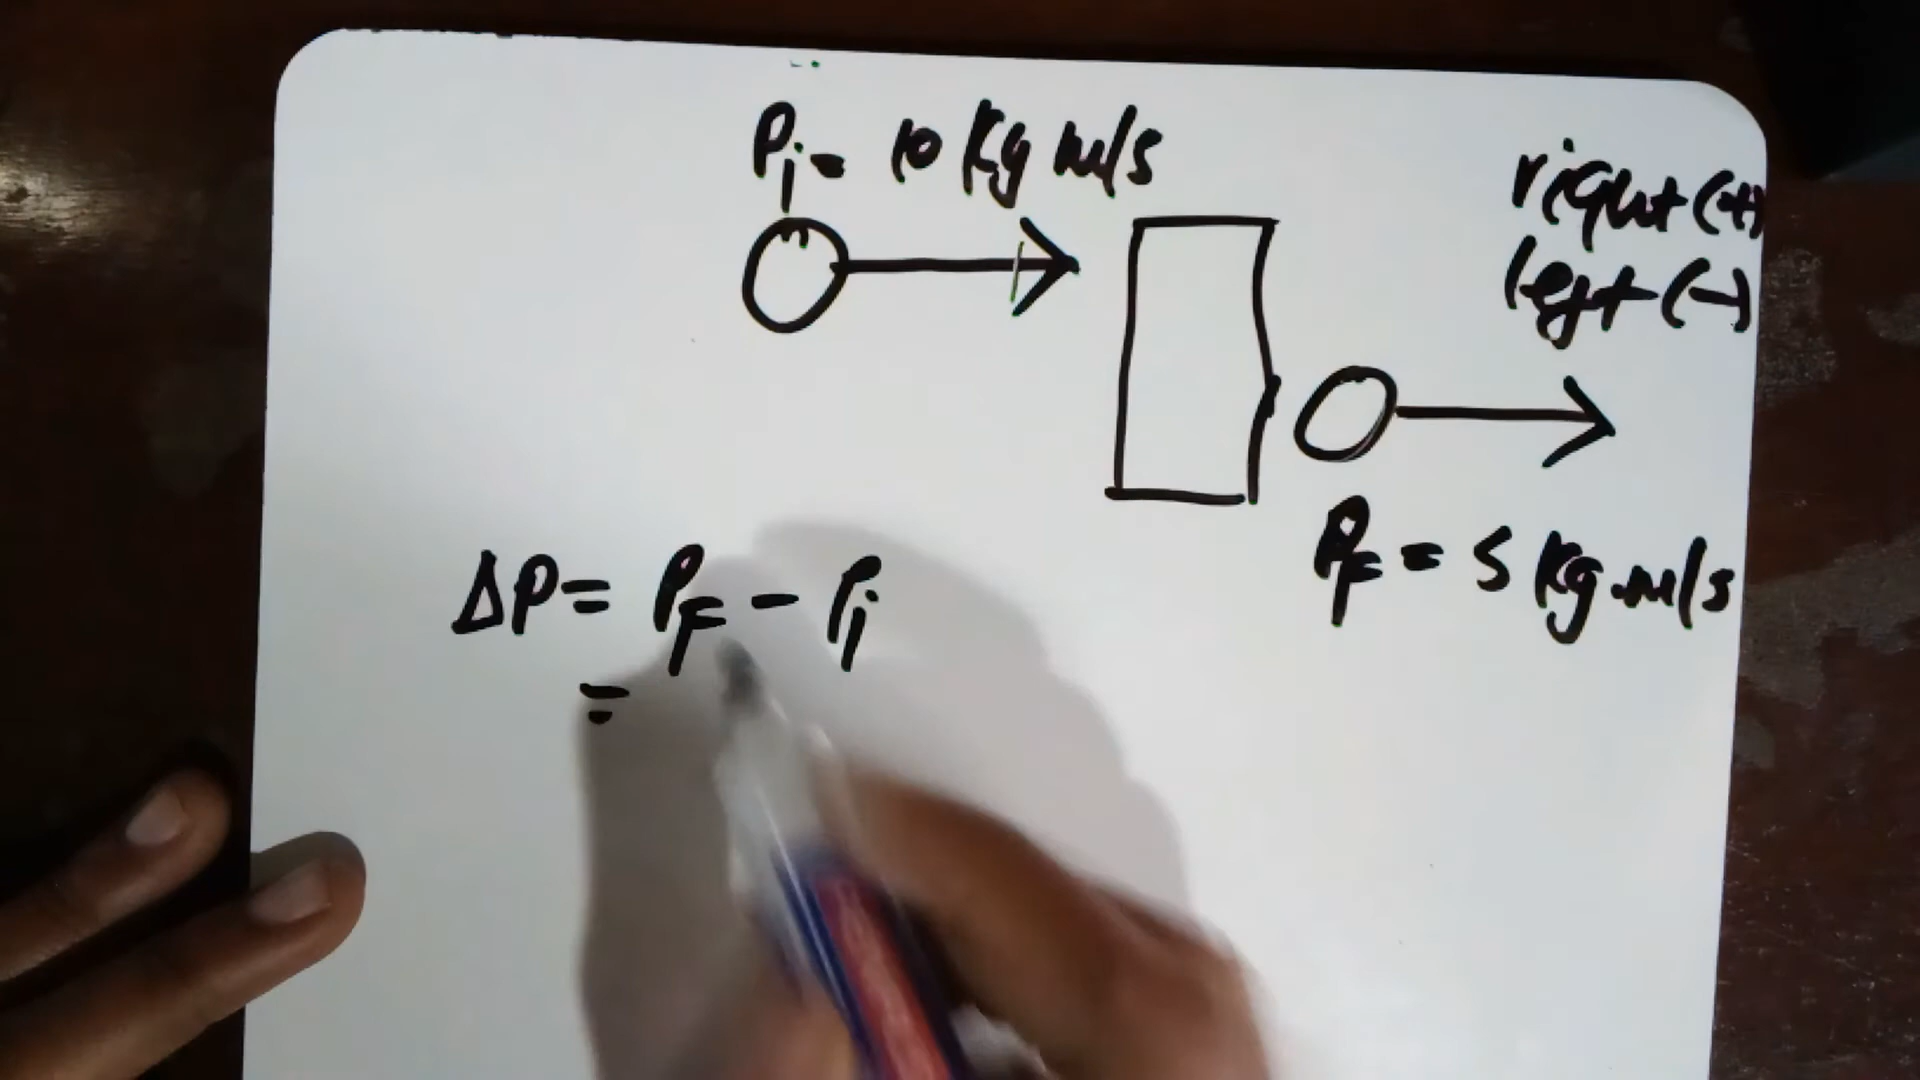 Pi = 10 Kg m/s
right (+)
left (-)
PF = 5 Kg.m/s
ΔP = PF - Pi
=